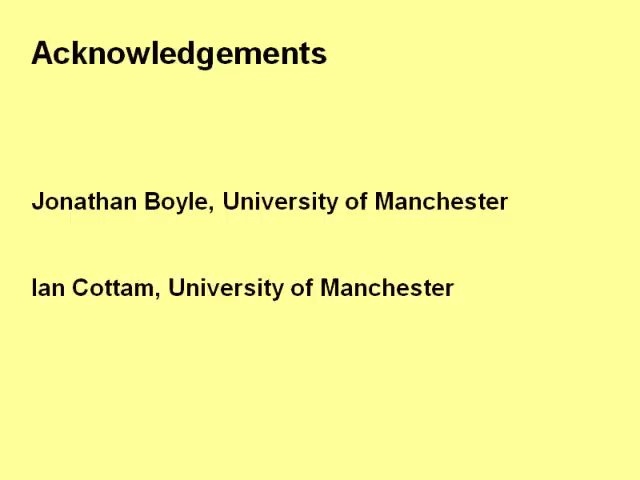 Acknowledgements
Jonathan Boyle, University of Manchester
Ian Cottam, University of Manchester